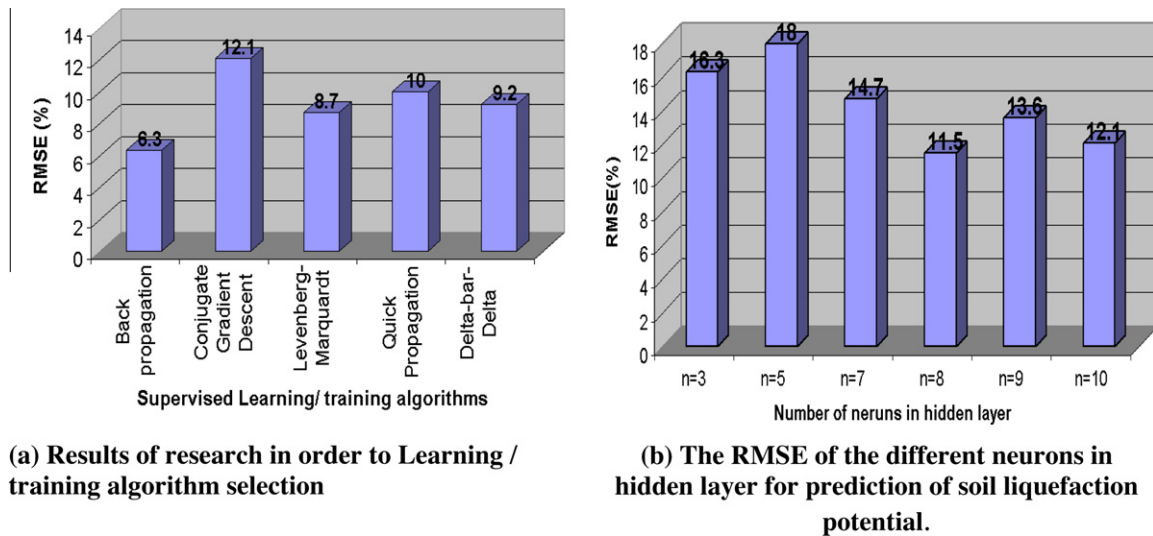 14
12
10
8
6
4
2
0
RMSE (%)
6.3
12.1
8.7
10
9.2
Back propagation
Conjugate Gradient Descent
Levenberg-Marquardt
Quick Propagation
Delta-bar-Delta
Supervised Learning/ training algorithms
(a) Results of research in order to Learning /
training algorithm selection
18
16
14
12
10
8
6
4
2
0
RMSE(%)
16.3
18
14.7
11.5
13.6
12.1
n=3 n=5 n=7 n=8 n=9 n=10
Number of neruns in hidden layer
(b) The RMSE of the different neurons in
hidden layer for prediction of soil liquefaction
potential.